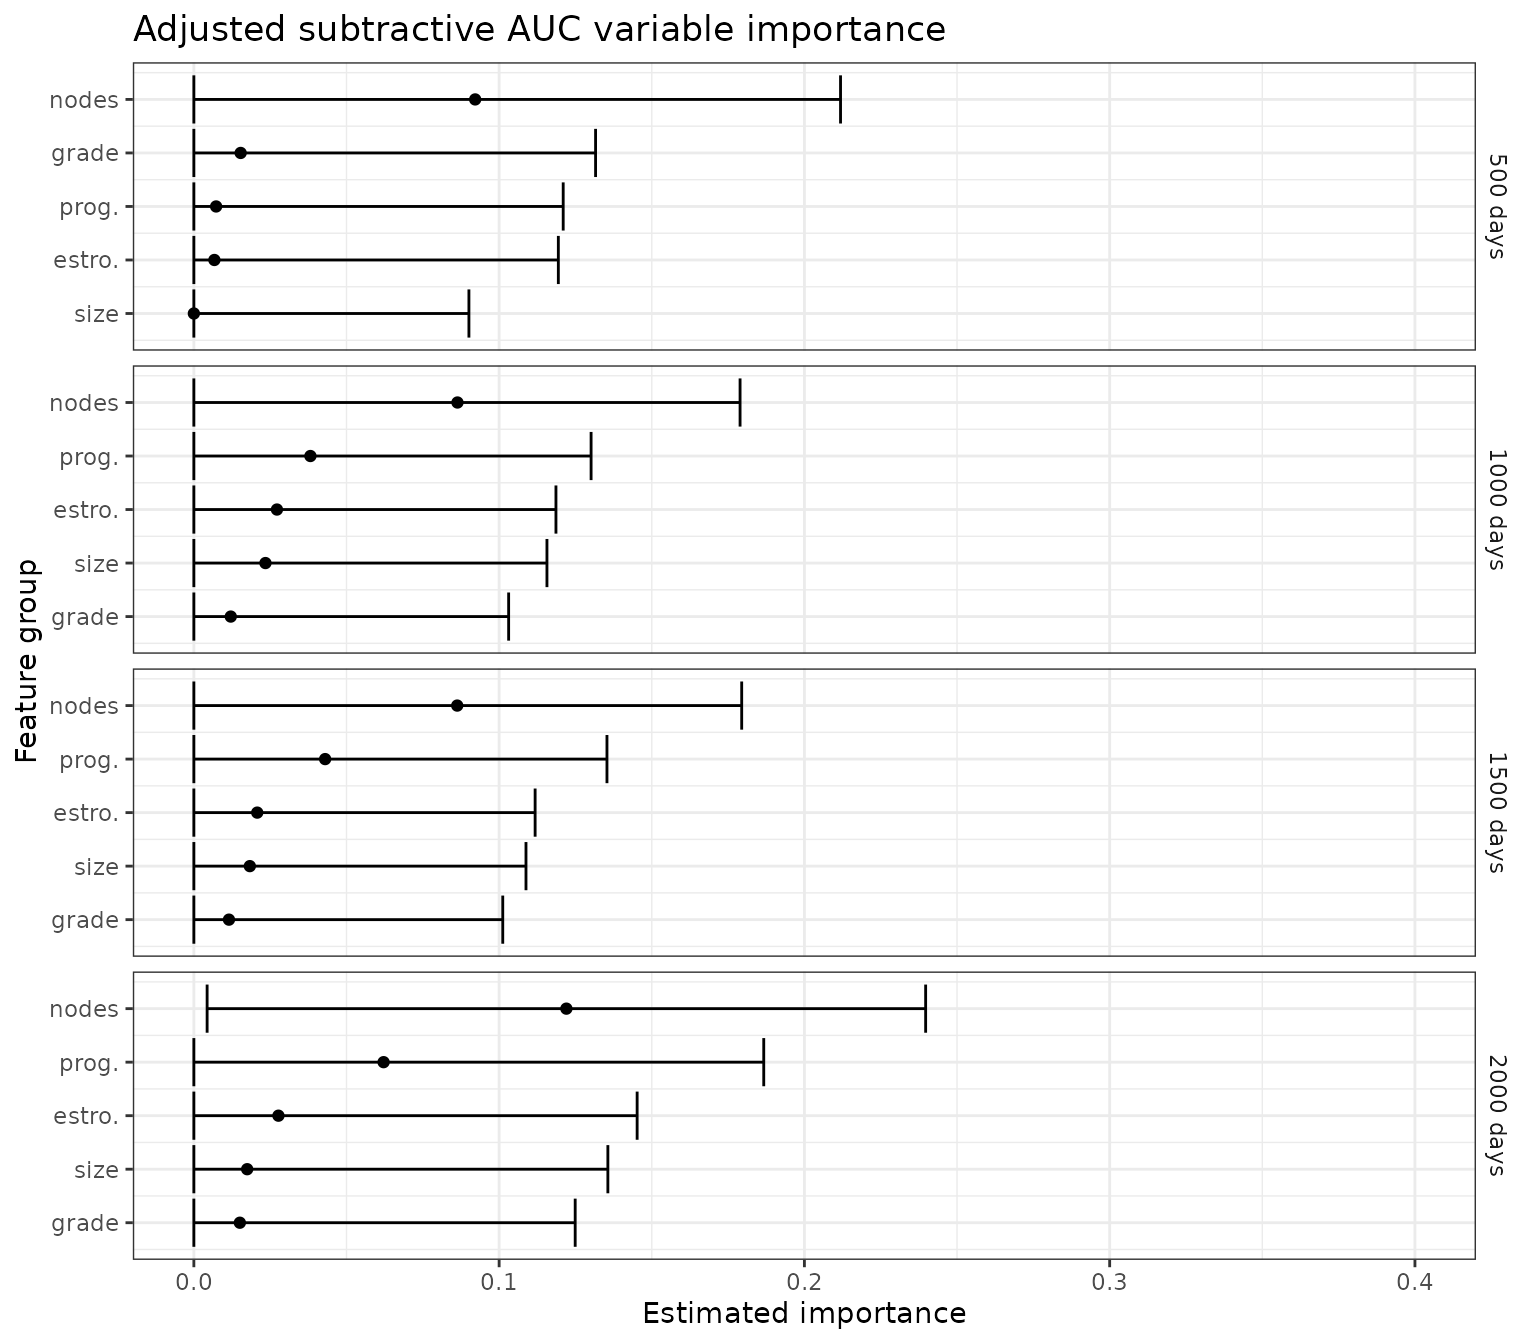 Adjusted subtractive AUC variable importance
nodes
grade
prog.
estro.
size
500 days
nodes
prog.
estro.
size
grade
1000 days
Feature group
nodes
prog.
estro.
size
grade
1500 days
nodes
prog.
estro.
size
grade
2000 days
0.0 0.1 0.2 0.3 0.4
Estimated importance